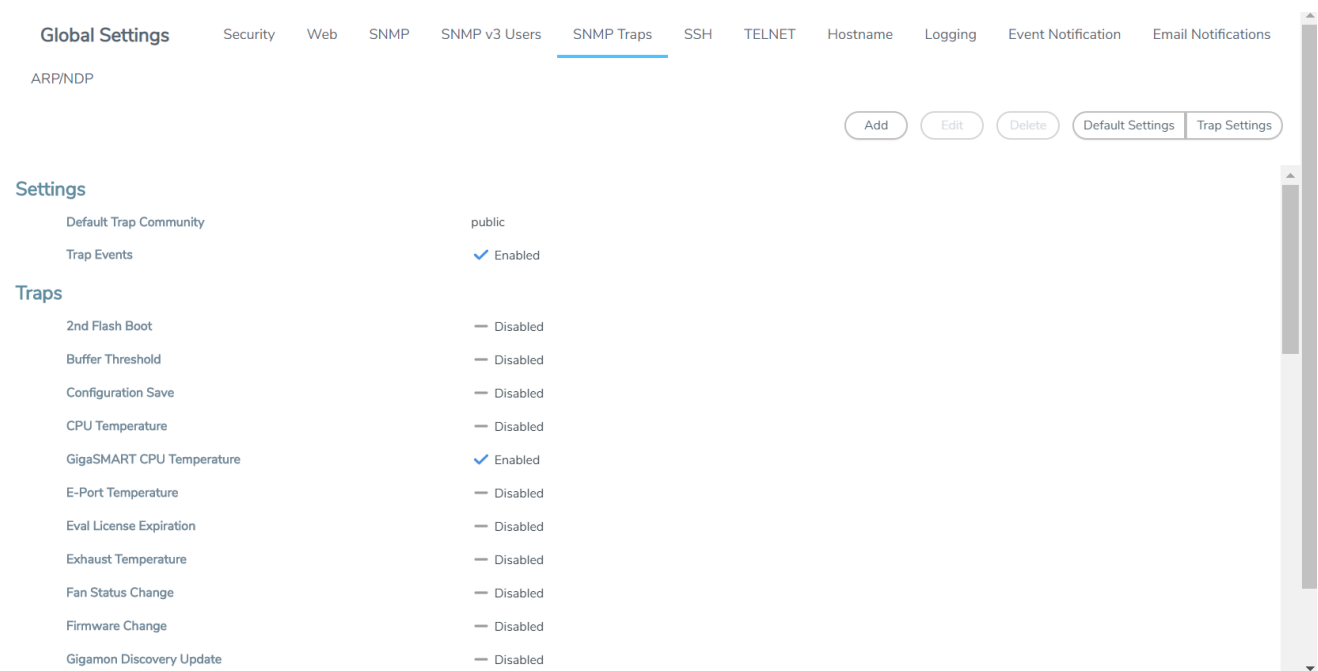 Global Settings Security Web SNMP SNMP v3 Users SNMP Traps SSH TELNET Hostname Logging Event Notification Email Notifications
ARP/NDP
Add Edit Delete Default Settings Trap Settings
Settings
Default Trap Community public
Trap Events Enabled
Traps
2nd Flash Boot Disabled
Buffer Threshold Disabled
Configuration Save Disabled
CPU Temperature Disabled
GigaSMART CPU Temperature Enabled
E-Port Temperature Disabled
Eval License Expiration Disabled
Exhaust Temperature Disabled
Fan Status Change Disabled
Firmware Change Disabled
Gigamon Discovery Update Disabled